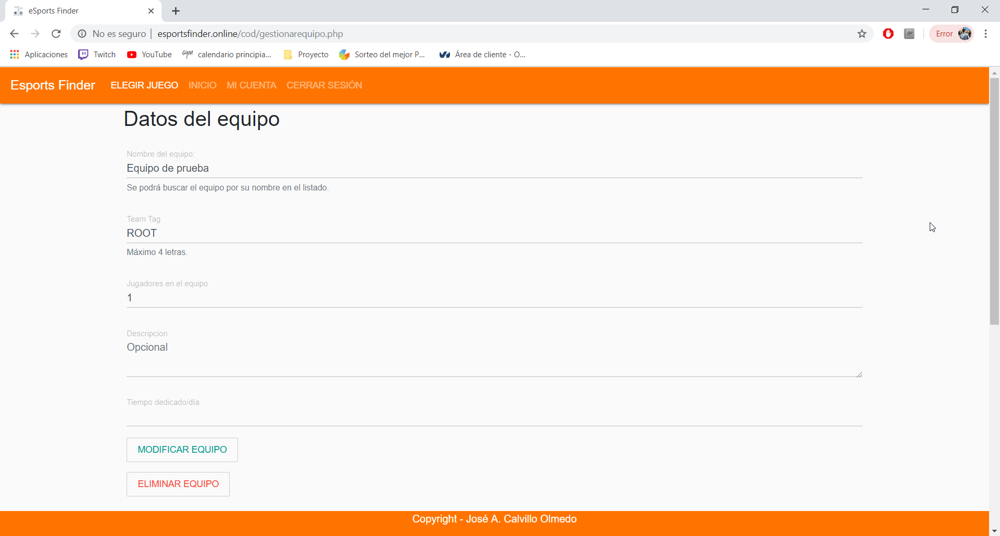 eSports Finder
No es seguro | esportsfinder.online/cod/gestionarequipo.php
Error
Aplicaciones Twitch YouTube GYM calendario principia... Proyecto Sorteo del mejor P... Área de cliente - O...
Esports Finder ELEGIR JUEGO INICIO MI CUENTA CERRAR SESIÓN
Datos del equipo
Nombre del equipo:
Equipo de prueba
Se podrá buscar el equipo por su nombre en el listado.
Team Tag
ROOT
Máximo 4 letras.
Jugadores en el equipo
1
Descripcion
Opcional
Tiempo dedicado/día
MODIFICAR EQUIPO
ELIMINAR EQUIPO
Copyright - José A. Calvillo Olmedo